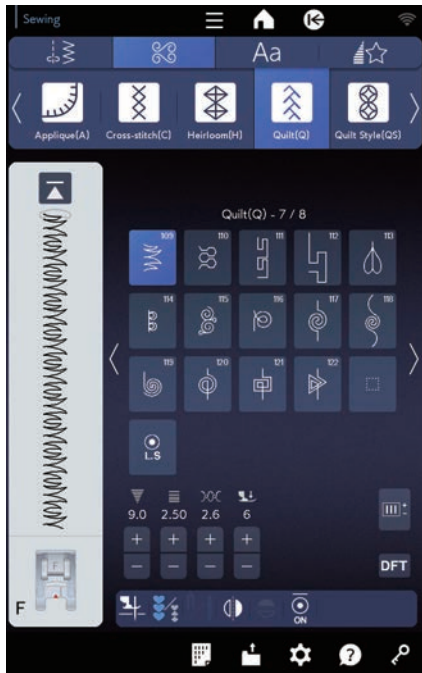 Sewing
Aa
Applique(A) Cross-stitch(C) Heirloom(H) Quilt(Q) Quilt Style(QS)
Quilt(Q) - 7 / 8
109 110 111 112 113
114 115 116 117 118
119 120 121 122
L.S
9.0 2.50 2.6 6
+ + + +
− − − −
DFT
F
ON
?